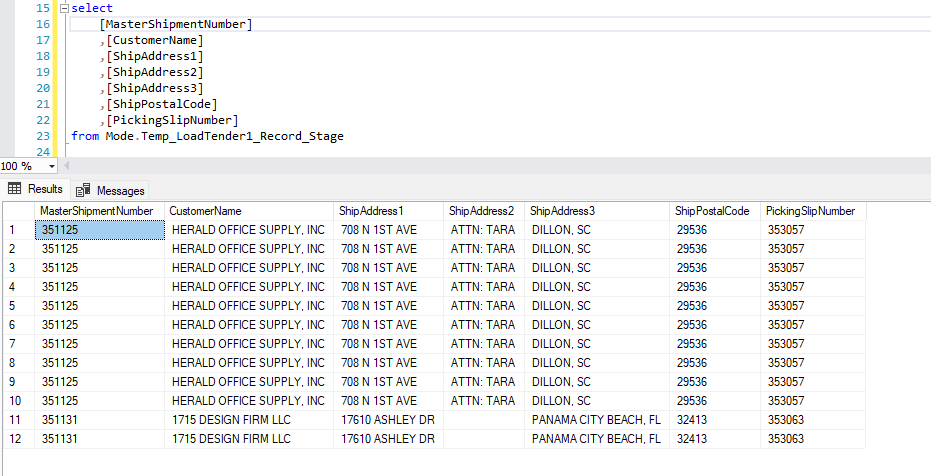 15 select
16 [MasterShipmentNumber]
17 ,[CustomerName]
18 ,[ShipAddress1]
19 ,[ShipAddress2]
20 ,[ShipAddress3]
21 ,[ShipPostalCode]
22 ,[PickingSlipNumber]
23 from Mode.Temp_LoadTender1_Record_Stage
24
100 %
Results Messages
MasterShipmentNumber CustomerName ShipAddress1 ShipAddress2 ShipAddress3 ShipPostalCode PickingSlipNumber
1 351125 HERALD OFFICE SUPPLY, INC 708 N 1ST AVE ATTN: TARA DILLON, SC 29536 353057
2 351125 HERALD OFFICE SUPPLY, INC 708 N 1ST AVE ATTN: TARA DILLON, SC 29536 353057
3 351125 HERALD OFFICE SUPPLY, INC 708 N 1ST AVE ATTN: TARA DILLON, SC 29536 353057
4 351125 HERALD OFFICE SUPPLY, INC 708 N 1ST AVE ATTN: TARA DILLON, SC 29536 353057
5 351125 HERALD OFFICE SUPPLY, INC 708 N 1ST AVE ATTN: TARA DILLON, SC 29536 353057
6 351125 HERALD OFFICE SUPPLY, INC 708 N 1ST AVE ATTN: TARA DILLON, SC 29536 353057
7 351125 HERALD OFFICE SUPPLY, INC 708 N 1ST AVE ATTN: TARA DILLON, SC 29536 353057
8 351125 HERALD OFFICE SUPPLY, INC 708 N 1ST AVE ATTN: TARA DILLON, SC 29536 353057
9 351125 HERALD OFFICE SUPPLY, INC 708 N 1ST AVE ATTN: TARA DILLON, SC 29536 353057
10 351125 HERALD OFFICE SUPPLY, INC 708 N 1ST AVE ATTN: TARA DILLON, SC 29536 353057
11 351131 1715 DESIGN FIRM LLC 17610 ASHLEY DR PANAMA CITY BEACH, FL 32413 353063
12 351131 1715 DESIGN FIRM LLC 17610 ASHLEY DR PANAMA CITY BEACH, FL 32413 353063